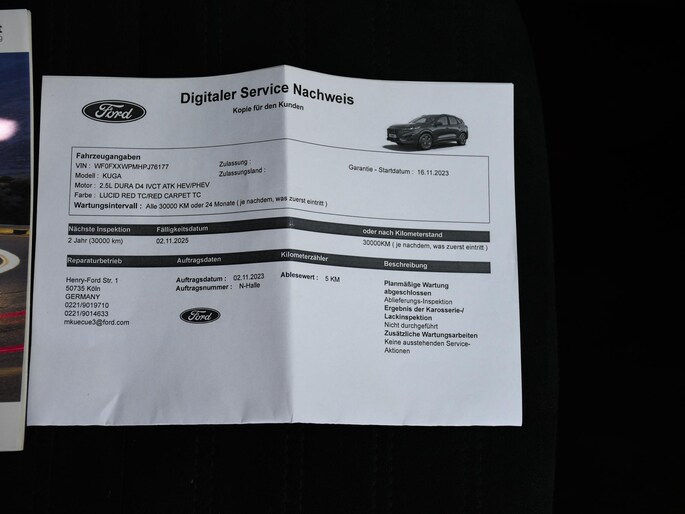 Digitaler Service Nachweis
Kopie für den Kunden
Ford
Fahrzeugangaben
VIN : WF0FXXWPMHPJ76177
Modell : KUGA
Motor : 2.5L DURA D4 IVCT ATK HEV/PHEV
Farbe : LUCID RED TC/RED CARPET TC
Wartungsintervall : Alle 30000 KM oder 24 Monate ( je nachdem, was zuerst eintritt )
Zulassung :
Zulassungsland :
Garantie - Startdatum : 16.11.2023
Nächste Inspektion Fälligkeitsdatum oder nach Kilometerstand
2 Jahr (30000 km) 02.11.2025 30000KM ( je nachdem, was zuerst eintritt )
Reparaturbetrieb Auftragsdaten Kilometerzähler Beschreibung
Henry-Ford Str. 1
50735 Köln
GERMANY
0221/9019710
0221/9014633
mkuecue3@ford.com
Auftragsdatum : 02.11.2023
Auftragsnummer : N-Halle
Ford
Ablesewert : 5 KM
Planmäßige Wartung
abgeschlossen
Ablieferungs-Inspektion
Ergebnis der Karosserie-/
Lackinspektion
Nicht durchgeführt
Zusätzliche Wartungsarbeiten
Keine ausstehenden Service-
Aktionen